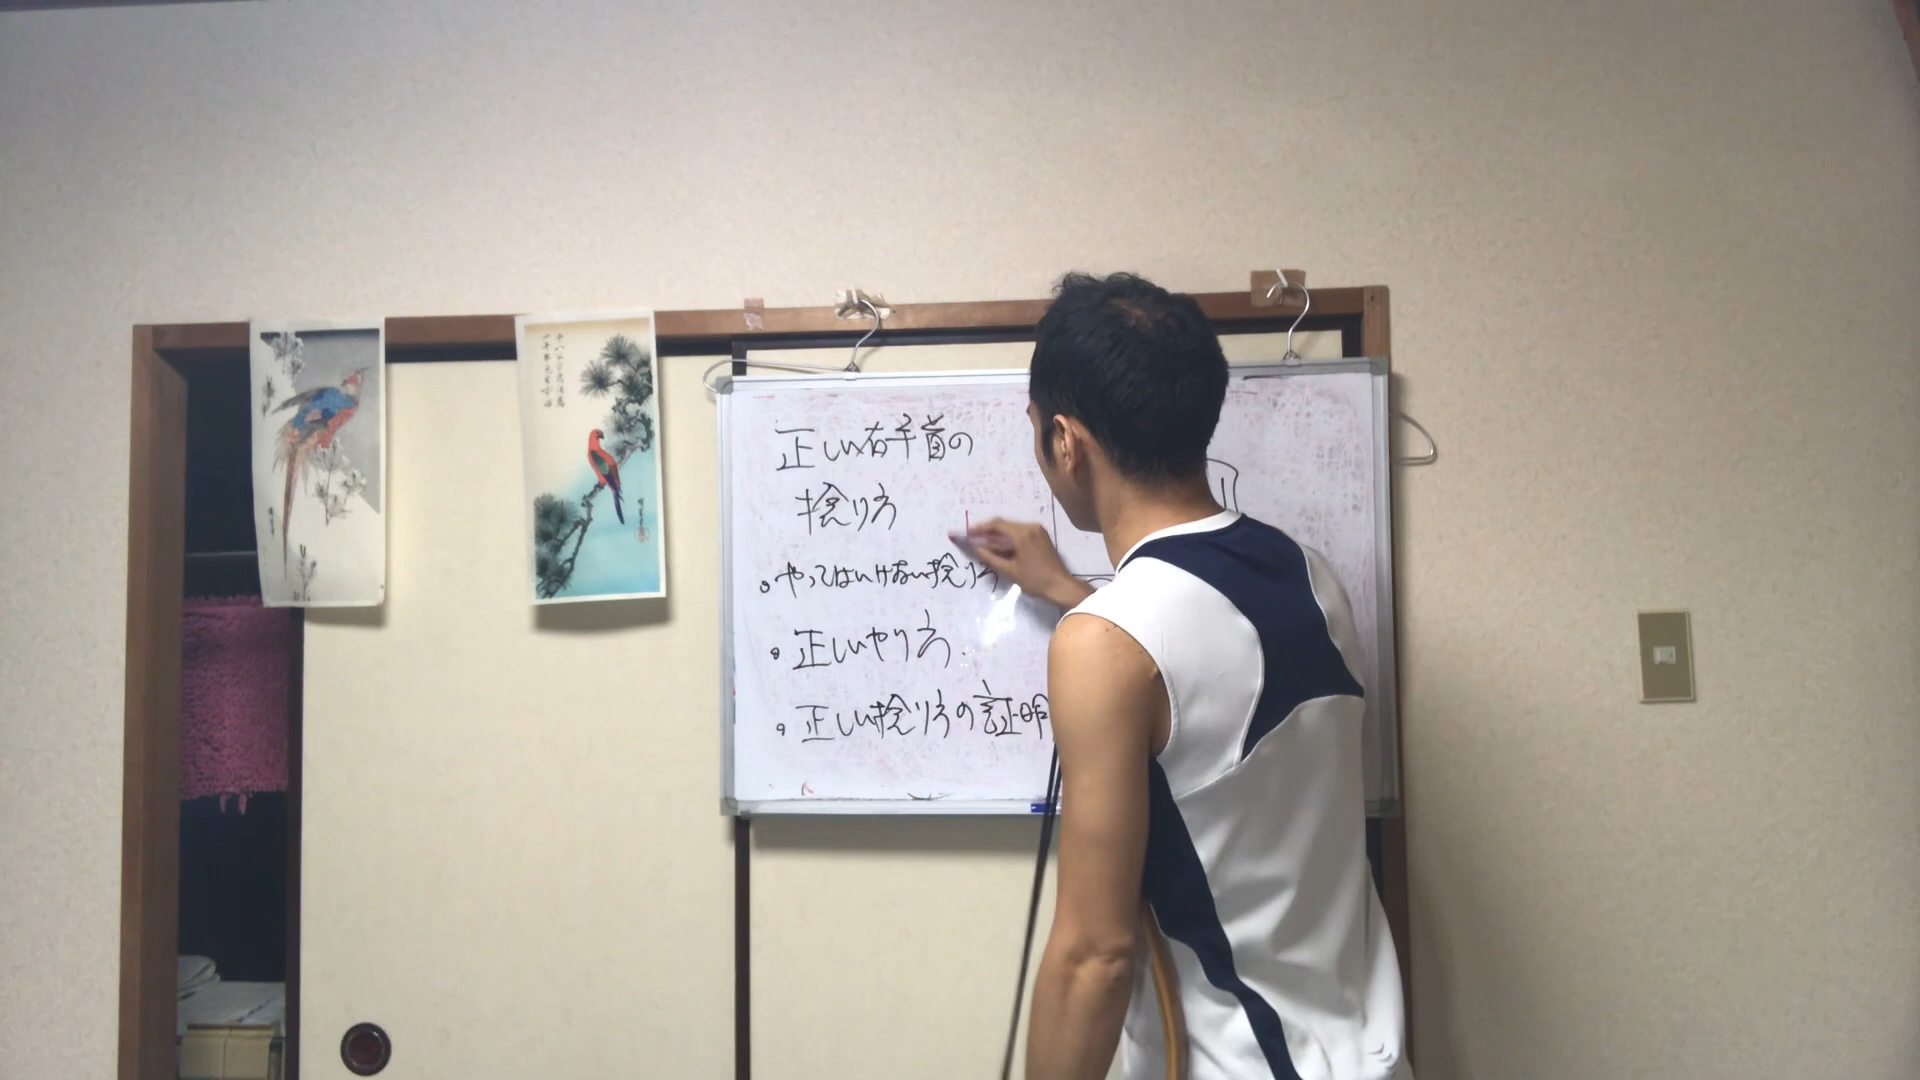 正しい右手首の
捻り方
。やってはいけない捻り方
。正しいやり方
。正しい捻り方の証明